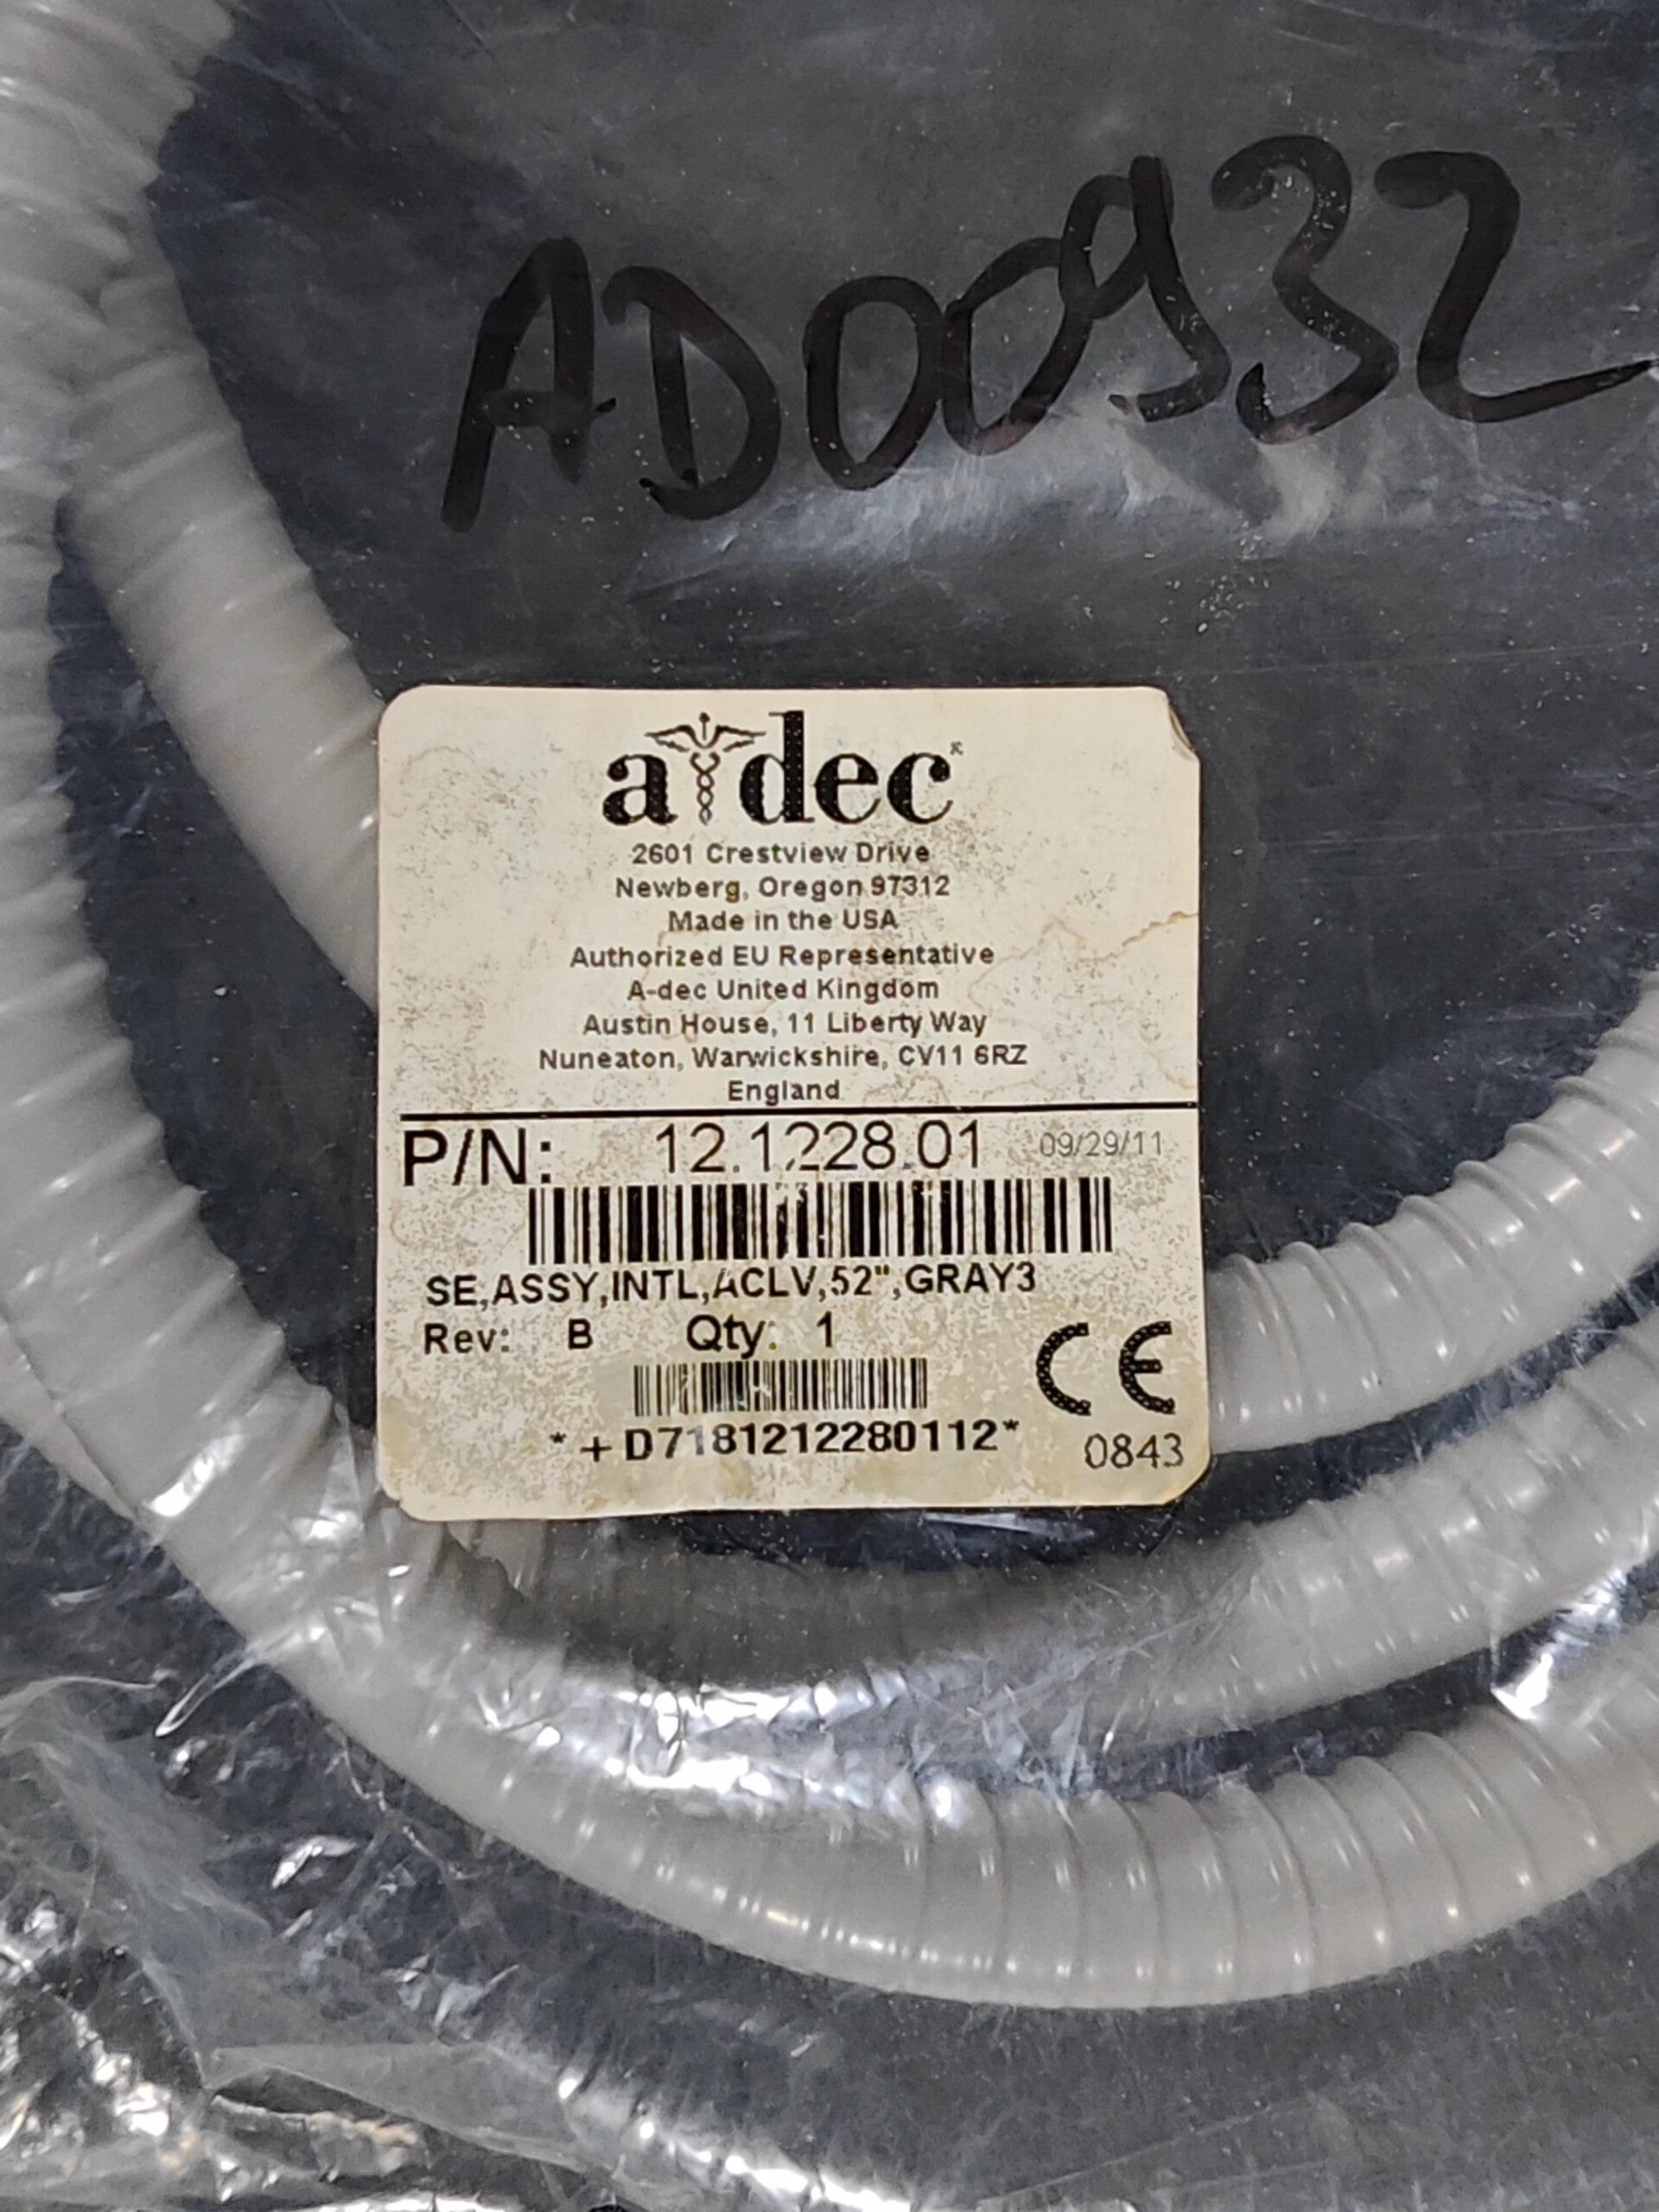 AD00932
a dec®
2601 Crestview Drive
Newberg, Oregon 97312
Made in the USA
Authorized EU Representative
A-dec United Kingdom
Austin House, 11 Liberty Way
Nuneaton, Warwickshire, CV11 6RZ
England
P/N: 12.1228.01 09/29/11
SE,ASSY,INTL,ACLV,52",GRAY3
Rev: B Qty: 1
*+D7181212280112*
CE
0843